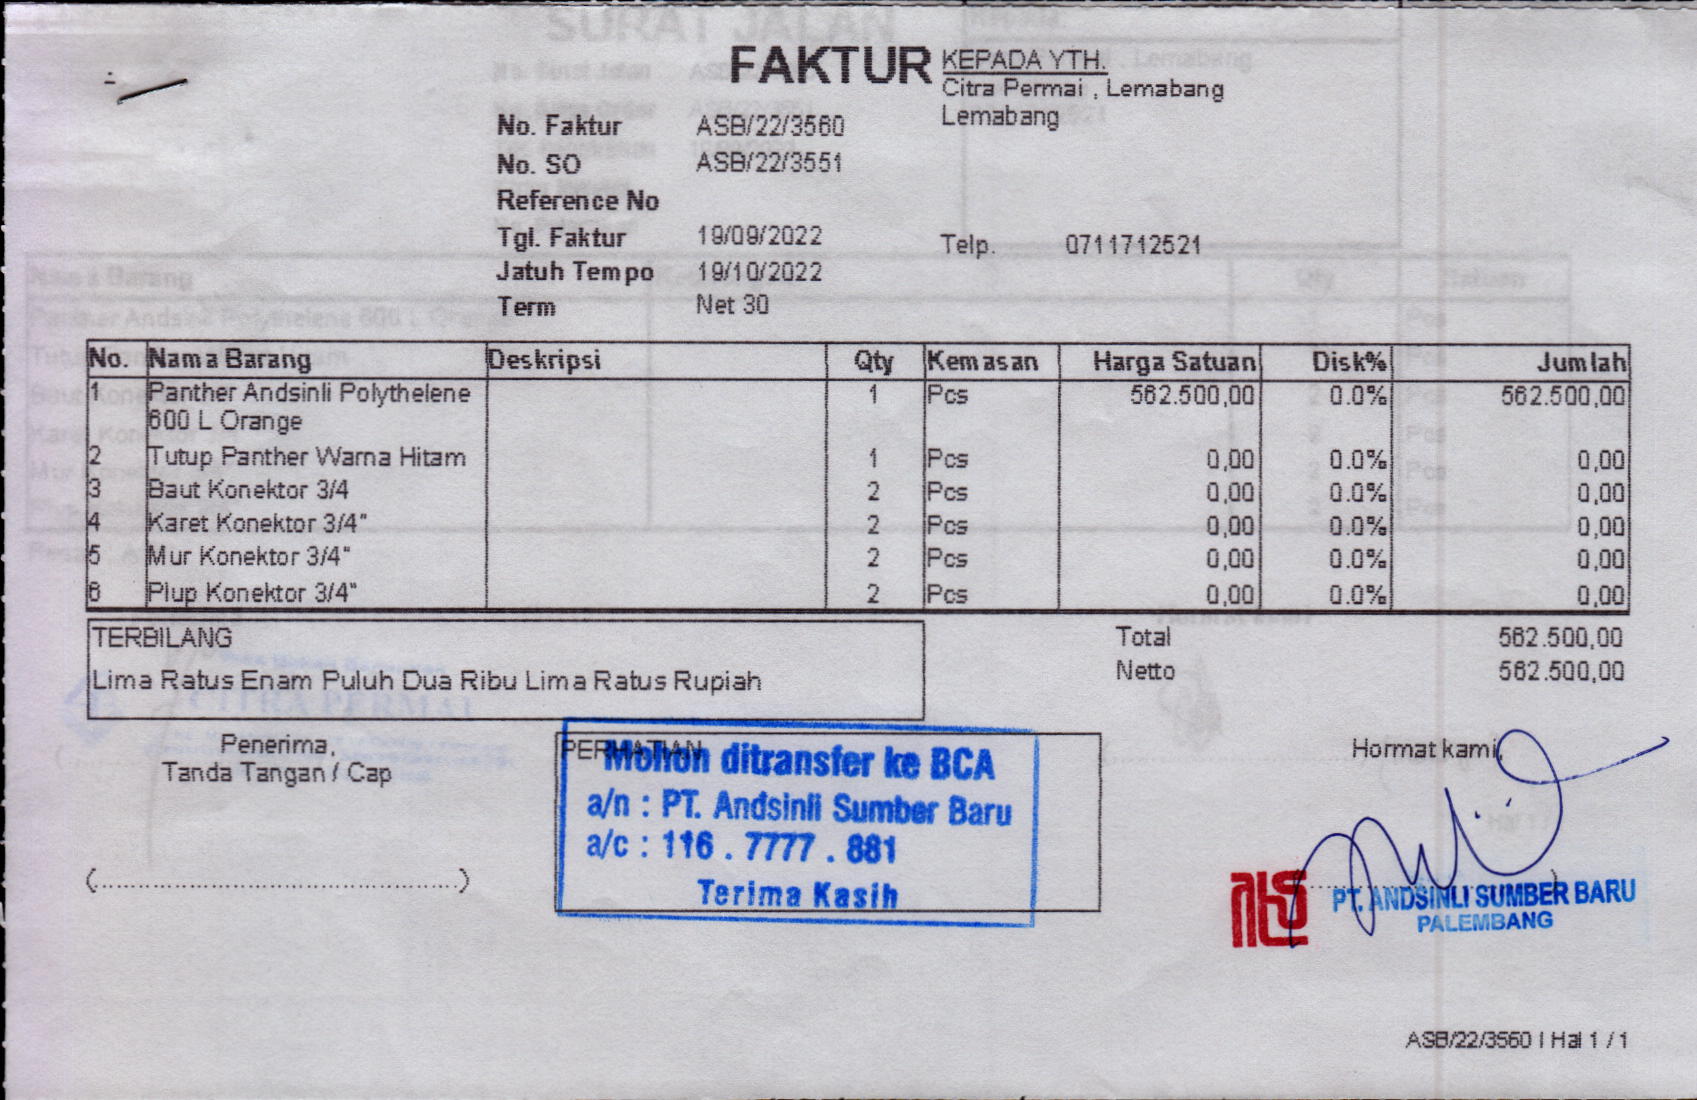 FAKTUR
KEPADA YTH.
Citra Permai , Lemabang
Lemabang
No. Faktur ASB/22/3560
No. SO ASB/22/3551
Reference No
Tgl. Faktur 19/09/2022
Telp. 0711712521
Jatuh Tempo 19/10/2022
Term Net 30
No. Nama Barang Deskripsi Qty Kemasan Harga Satuan Disk% Jumlah
1 Panther Andsinli Polythelene 1 Pcs 562.500,00 0.0% 562.500,00
600 L Orange
2 Tutup Panther Warna Hitam 1 Pcs 0,00 0.0% 0,00
3 Baut Konektor 3/4 2 Pcs 0,00 0.0% 0,00
4 Karet Konektor 3/4" 2 Pcs 0,00 0.0% 0,00
5 Mur Konektor 3/4" 2 Pcs 0,00 0.0% 0,00
6 Plup Konektor 3/4" 2 Pcs 0,00 0.0% 0,00
TERBILANG
Lima Ratus Enam Puluh Dua Ribu Lima Ratus Rupiah
Total 562.500,00
Netto 562.500,00
Penerima,
Tanda Tangan / Cap
PERHATIAN
Mohon ditransfer ke BCA
a/n : PT. Andsinli Sumber Baru
a/c : 116 . 7777 . 881
Terima Kasih
Hormat kami,
PT. ANDSINLI SUMBER BARU
PALEMBANG
ASB/22/3560 | Hal 1 / 1